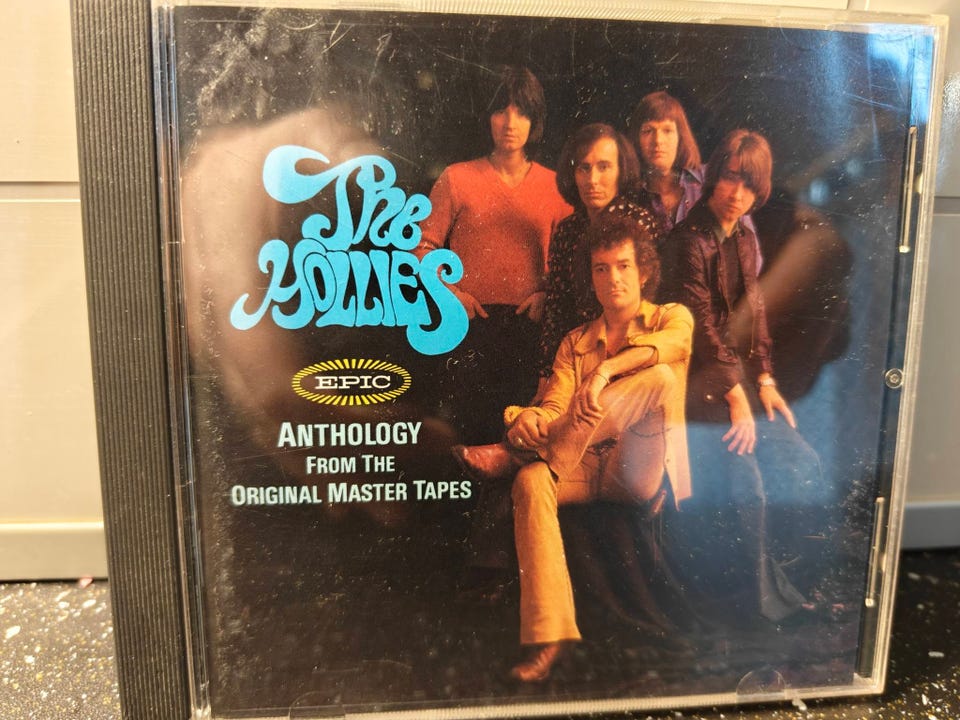 The
HOLLIES
EPIC
ANTHOLOGY
FROM THE
ORIGINAL MASTER TAPES